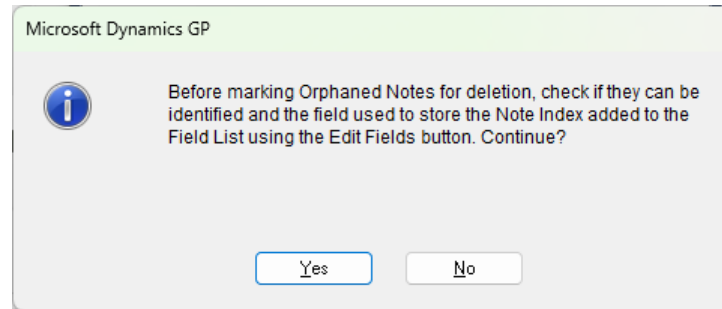 Microsoft Dynamics GP
Before marking Orphaned Notes for deletion, check if they can be
identified and the field used to store the Note Index added to the
Field List using the Edit Fields button. Continue?
Yes
No